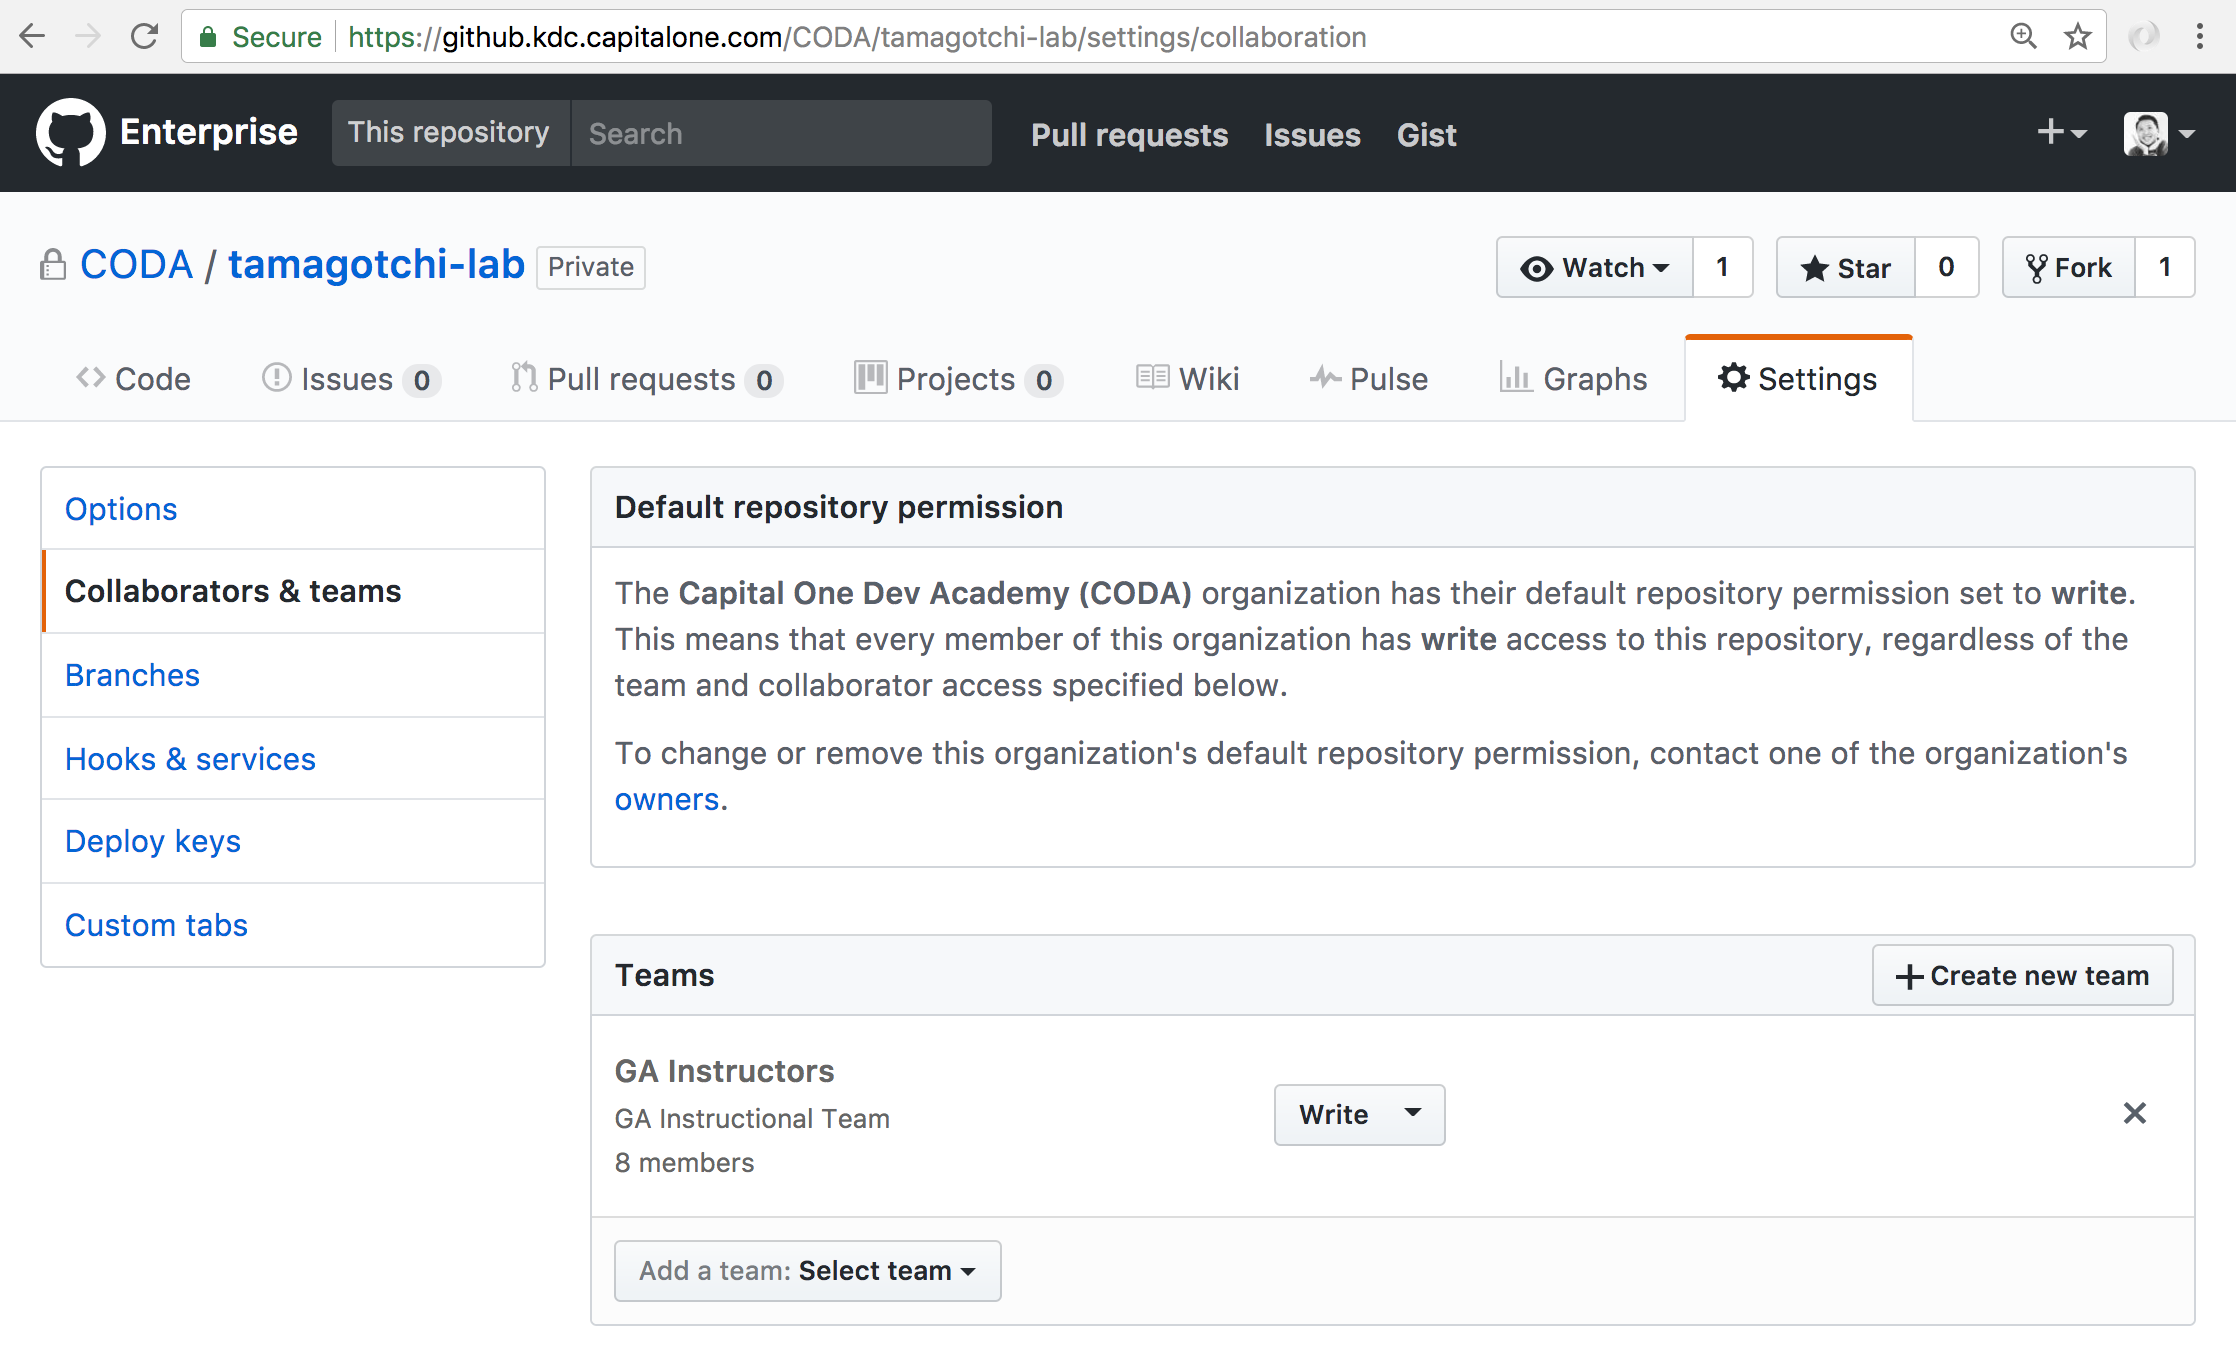 Secure https://github.kdc.capitalone.com/CODA/tamagotchi-lab/settings/collaboration
Enterprise This repository Search Pull requests Issues Gist
CODA / tamagotchi-lab Private Watch 1 Star 0 Fork 1
Code Issues 0 Pull requests 0 Projects 0 Wiki Pulse Graphs Settings
Options
Collaborators & teams
Branches
Hooks & services
Deploy keys
Custom tabs
Default repository permission
The Capital One Dev Academy (CODA) organization has their default repository permission set to write.
This means that every member of this organization has write access to this repository, regardless of the
team and collaborator access specified below.
To change or remove this organization's default repository permission, contact one of the organization's
owners.
Teams Create new team
GA Instructors
GA Instructional Team
8 members
Write
Add a team: Select team